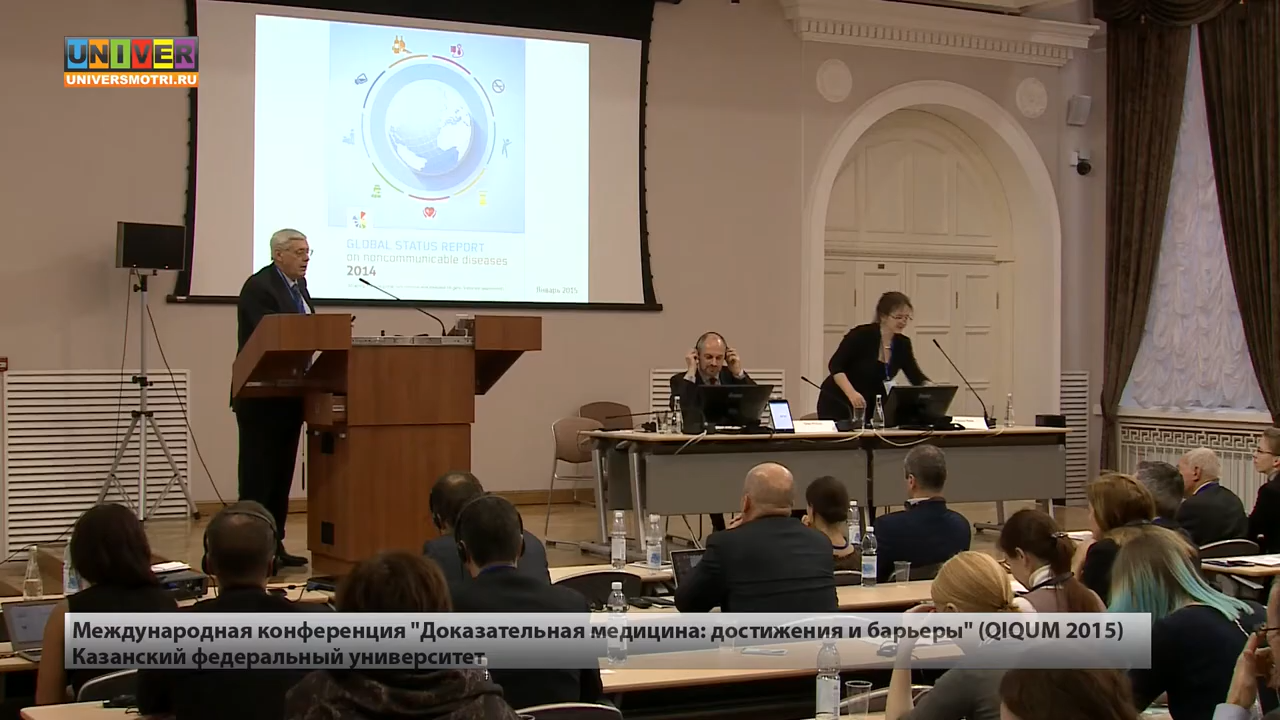 UNIVER
UNIVERSMOTRI.RU
GLOBAL STATUS REPORT
on noncommunicable diseases
2014
Январь 2015
Международная конференция "Доказательная медицина: достижения и барьеры" (QIQUM 2015)
Казанский федеральный университет